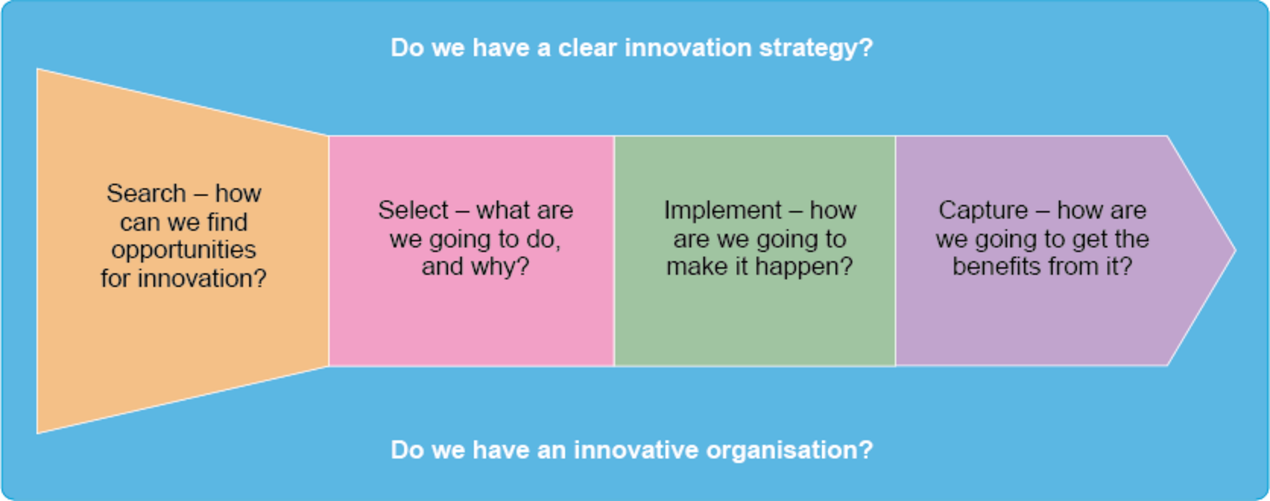 Do we have a clear innovation strategy?
Search – how
can we find
opportunities
for innovation?
Select – what are
we going to do,
and why?
Implement – how
are we going to
make it happen?
Capture – how are
we going to get the
benefits from it?
Do we have an innovative organisation?